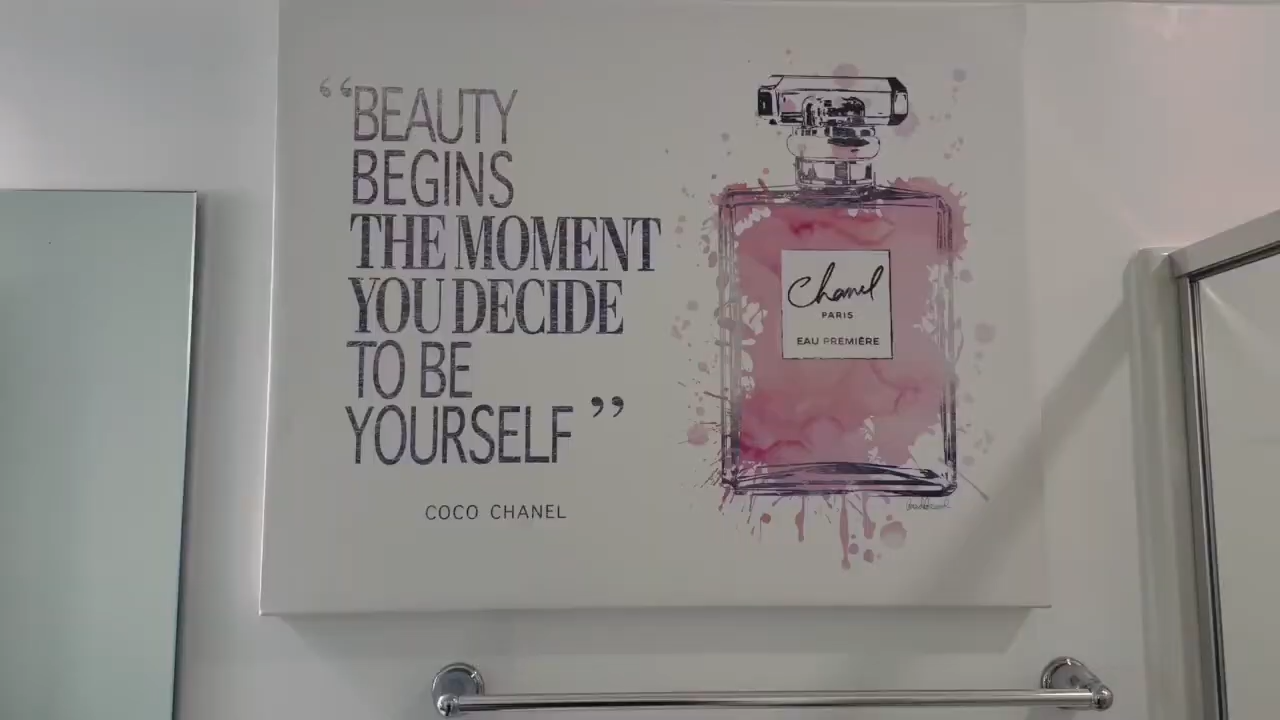 “BEAUTY
BEGINS
THE MOMENT
YOU DECIDE
TO BE
YOURSELF”
COCO CHANEL
Chanel
PARIS
EAU PREMIÈRE